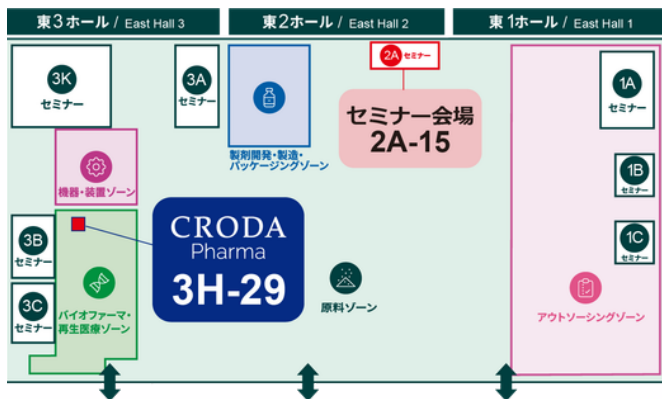 東3ホール / East Hall 3
東2ホール / East Hall 2
東1ホール / East Hall 1
3K
セミナー
3A
セミナー
2A セミナー
1A
セミナー
セミナー会場
2A-15
製剤開発・製造・
パッケージングゾーン
機器・装置ゾーン
1B
セミナー
3B
セミナー
CRODA
Pharma
3H-29
1C
セミナー
3C
セミナー
バイオファーマ・
再生医療ゾーン
原料ゾーン
アウトソーシングゾーン